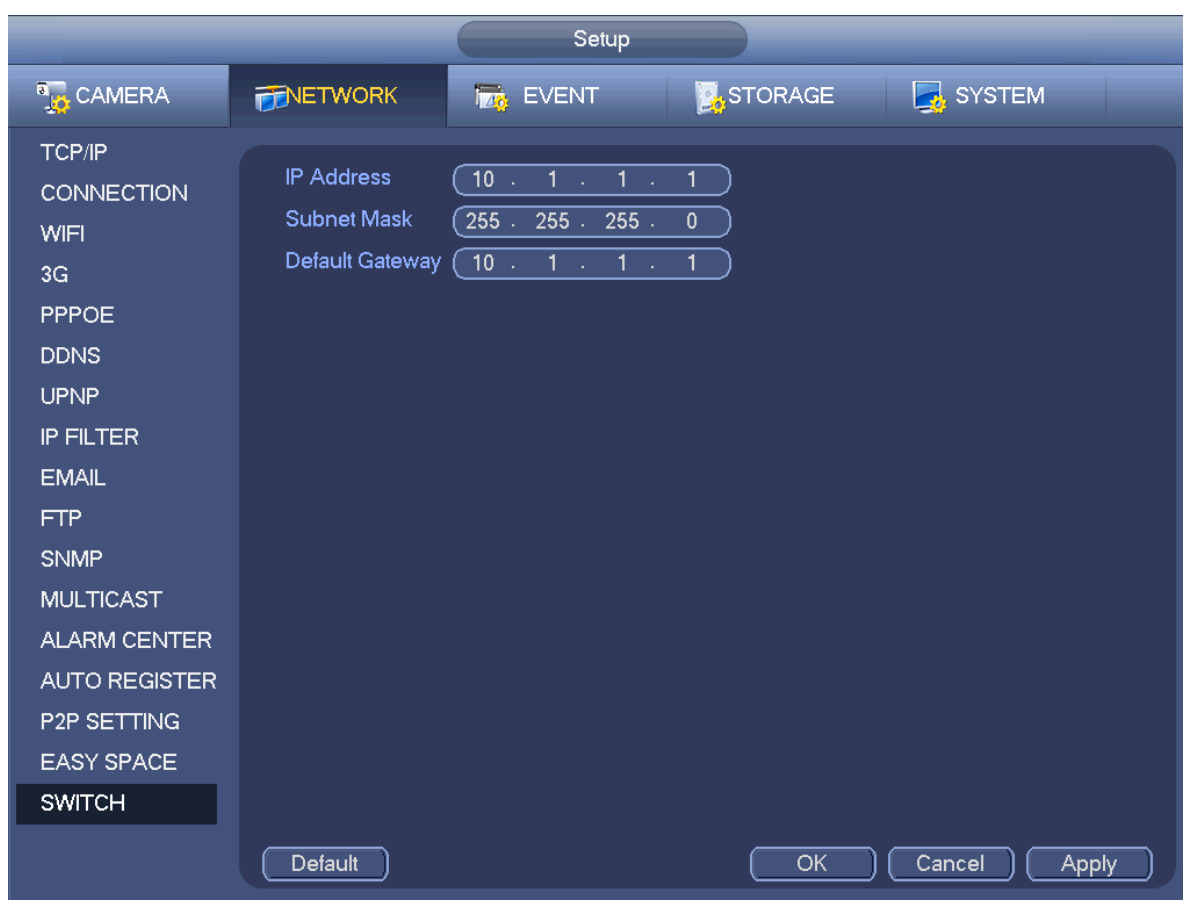 Setup
CAMERA NETWORK EVENT STORAGE SYSTEM
TCP/IP
CONNECTION
WIFI
3G
PPPOE
DDNS
UPNP
IP FILTER
EMAIL
FTP
SNMP
MULTICAST
ALARM CENTER
AUTO REGISTER
P2P SETTING
EASY SPACE
SWITCH
IP Address 10 . 1 . 1 . 1
Subnet Mask 255 . 255 . 255 . 0
Default Gateway 10 . 1 . 1 . 1
Default OK Cancel Apply